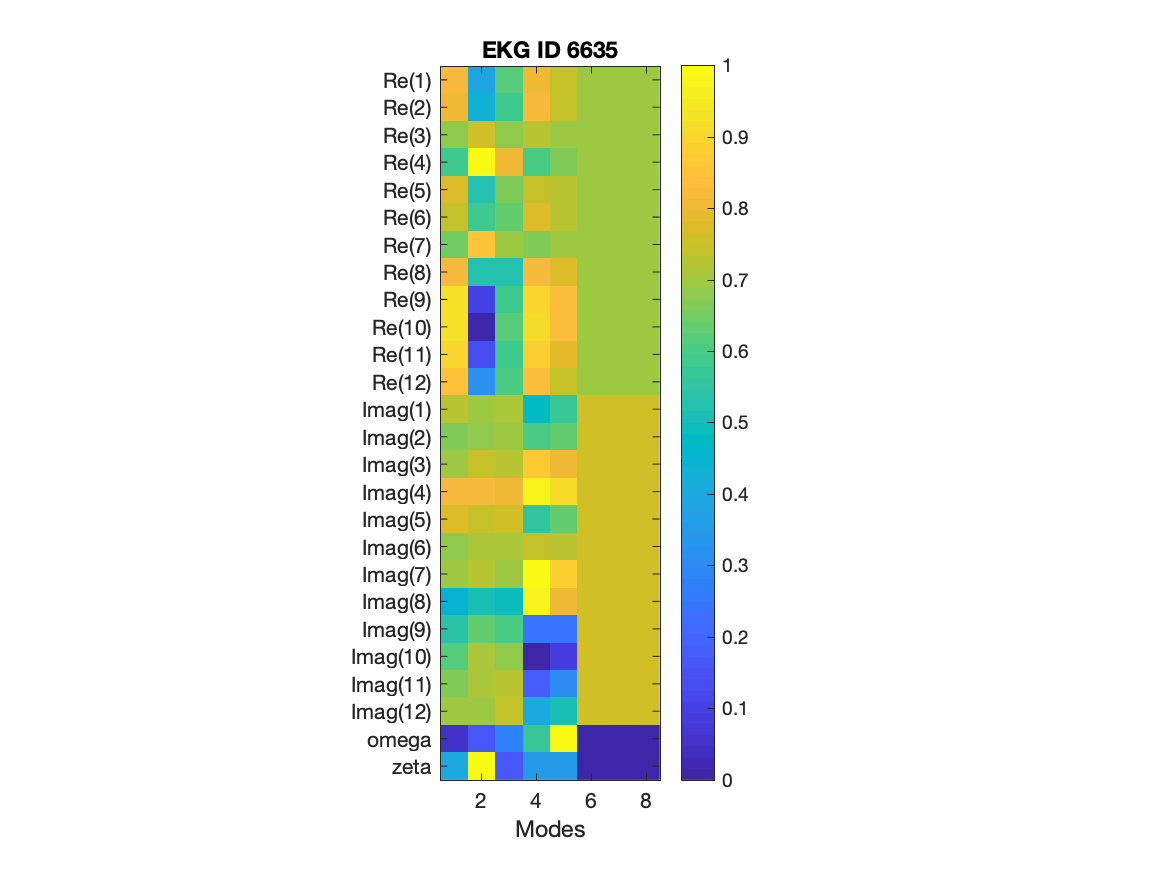 EKG ID 6635
Re(1)
Re(2)
Re(3)
Re(4)
Re(5)
Re(6)
Re(7)
Re(8)
Re(9)
Re(10)
Re(11)
Re(12)
Imag(1)
Imag(2)
Imag(3)
Imag(4)
Imag(5)
Imag(6)
Imag(7)
Imag(8)
Imag(9)
Imag(10)
Imag(11)
Imag(12)
omega
zeta
2 4 6 8
Modes
1
0.9
0.8
0.7
0.6
0.5
0.4
0.3
0.2
0.1
0